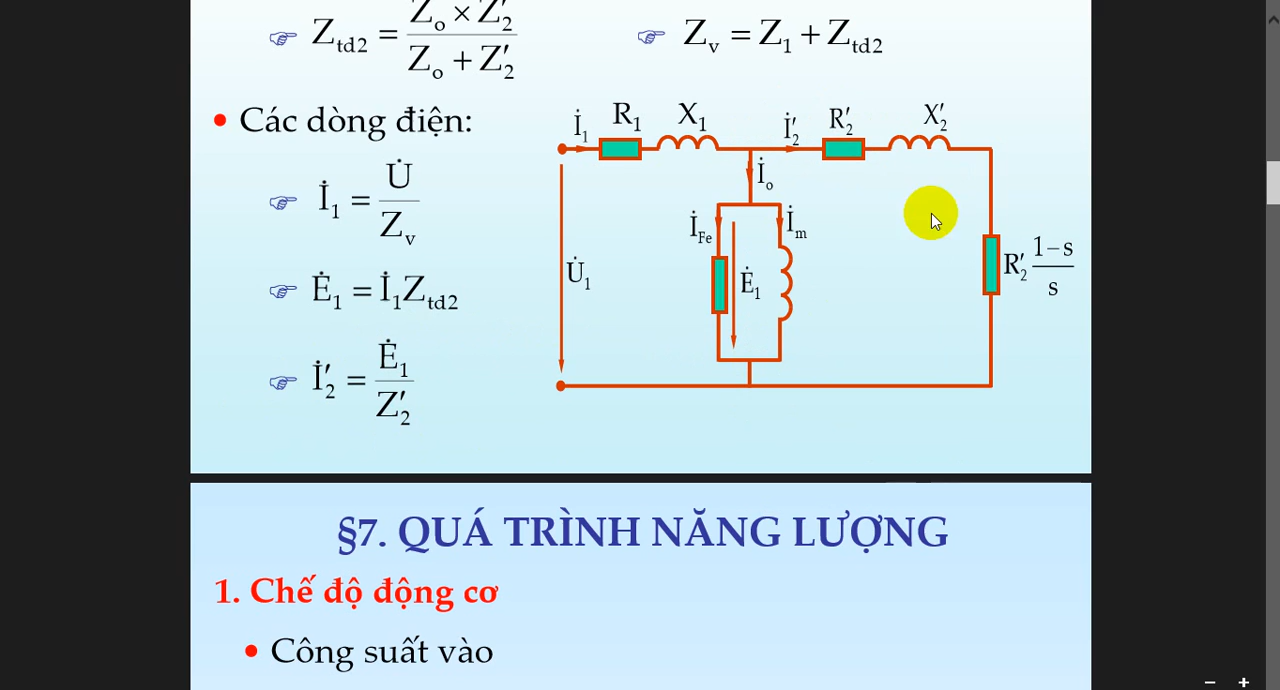 Z_td2 = (Z_o × Z′_2) / (Z_o + Z′_2)
Z_v = Z_1 + Z_td2
• Các dòng điện:
İ_1 = U̇ / Z_v
Ė_1 = İ_1 Z_td2
İ′_2 = Ė_1 / Z′_2
İ_1 R_1 X_1 İ′_2 R′_2 X′_2
İ_o
İ_Fe İ_m
U̇_1 Ė_1 R′_2 (1−s)/s
§7. QUÁ TRÌNH NĂNG LƯỢNG
1. Chế độ động cơ
• Công suất vào